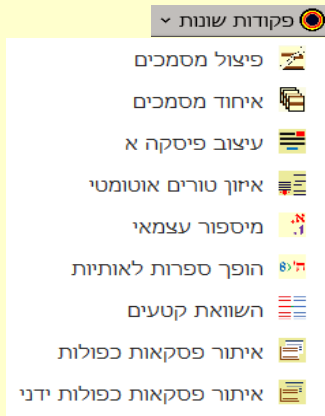 פקודות שונות
פיצול מסמכים
איחוד מסמכים
עיצוב פיסקה א
איזון טורים אוטומטי
מיספור עצמאי
הופך ספרות לאותיות
השוואת קטעים
איתור פסקאות כפולות
איתור פסקאות כפולות ידני